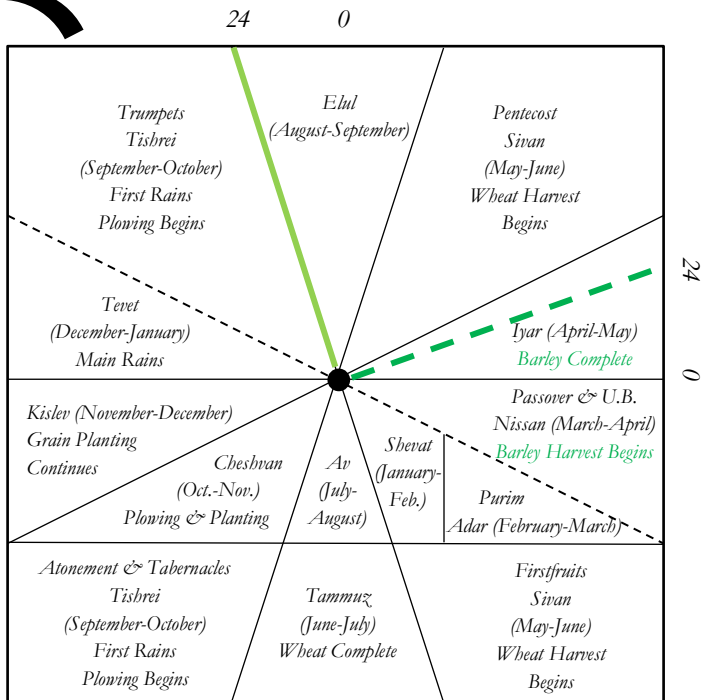 24
0
Trumpets
Tishrei
(September-October)
First Rains
Plowing Begins
Elul
(August-September)
Pentecost
Sivan
(May-June)
Wheat Harvest
Begins
24
Tevet
(December-January)
Main Rains
Iyar (April-May)
Barley Complete
0
Passover & U.B.
Nissan (March-April)
Barley Harvest Begins
Kislev (November-December)
Grain Planting
Continues
Cheshvan
(Oct.-Nov.)
Plowing & Planting
Av
(July-
August)
Shevat
(January-
Feb.)
Purim
Adar (February-March)
Atonement & Tabernacles
Tishrei
(September-October)
First Rains
Plowing Begins
Tammuz
(June-July)
Wheat Complete
Firstfruits
Sivan
(May-June)
Wheat Harvest
Begins